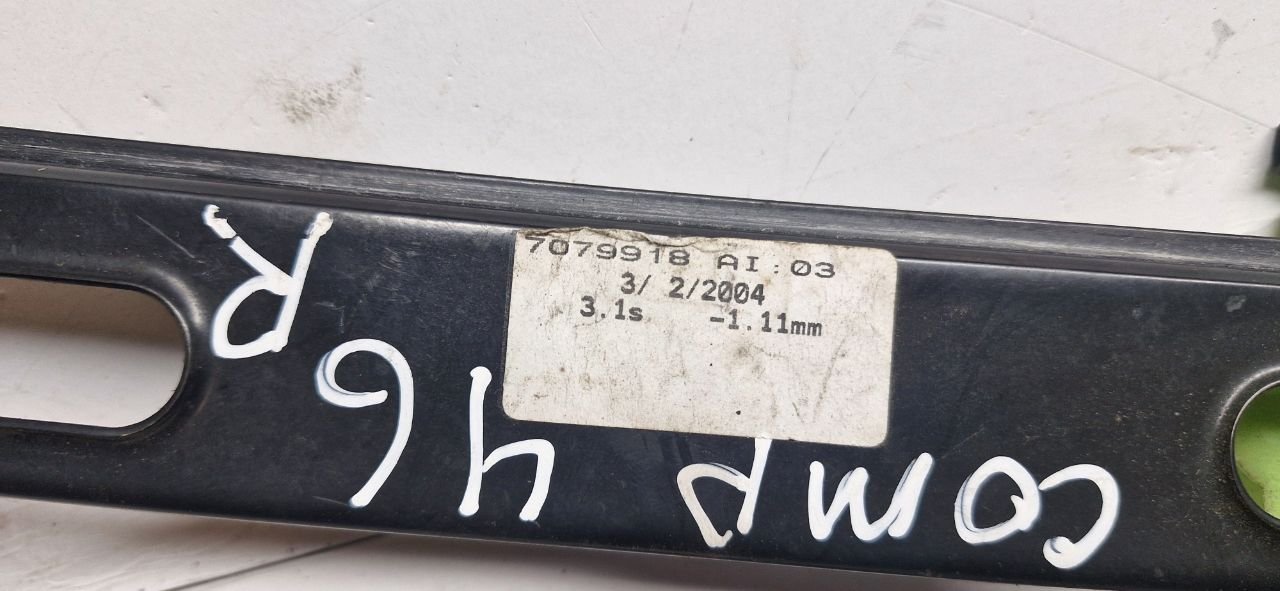 7079918 AI:03
3/ 2/2004
3.1s -1.11mm
COMP 46 R